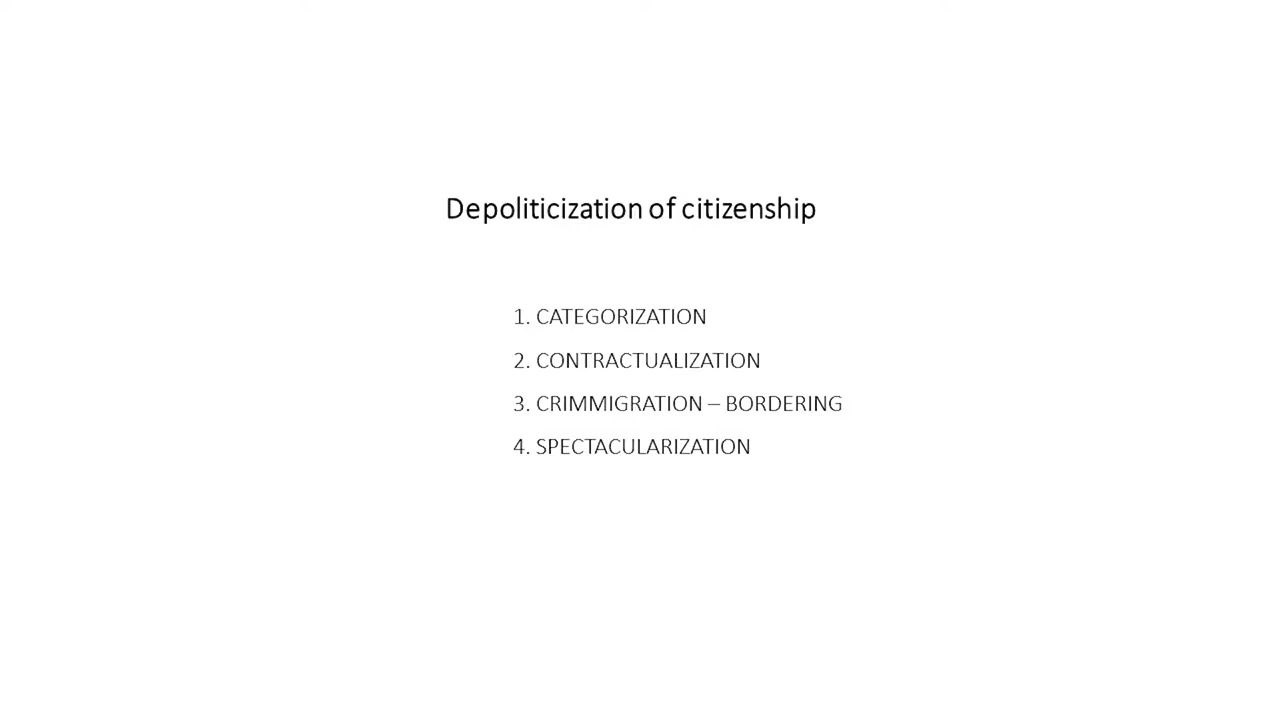 Depoliticization of citizenship
1. CATEGORIZATION
2. CONTRACTUALIZATION
3. CRIMMIGRATION – BORDERING
4. SPECTACULARIZATION